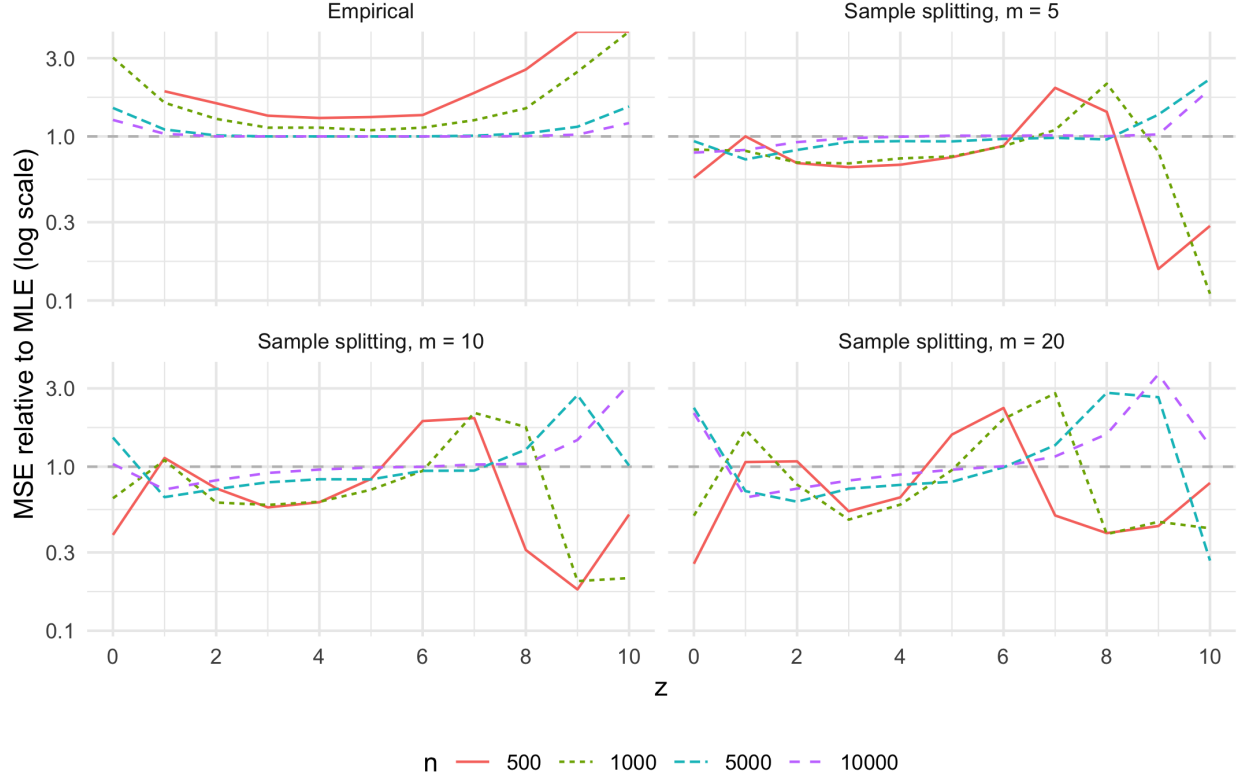 Empirical
Sample splitting, m = 5
3.0
1.0
0.3
0.1
Sample splitting, m = 10
Sample splitting, m = 20
3.0
1.0
0.3
0.1
0 2 4 6 8 10
0 2 4 6 8 10
MSE relative to MLE (log scale)
z
n 500 1000 5000 10000